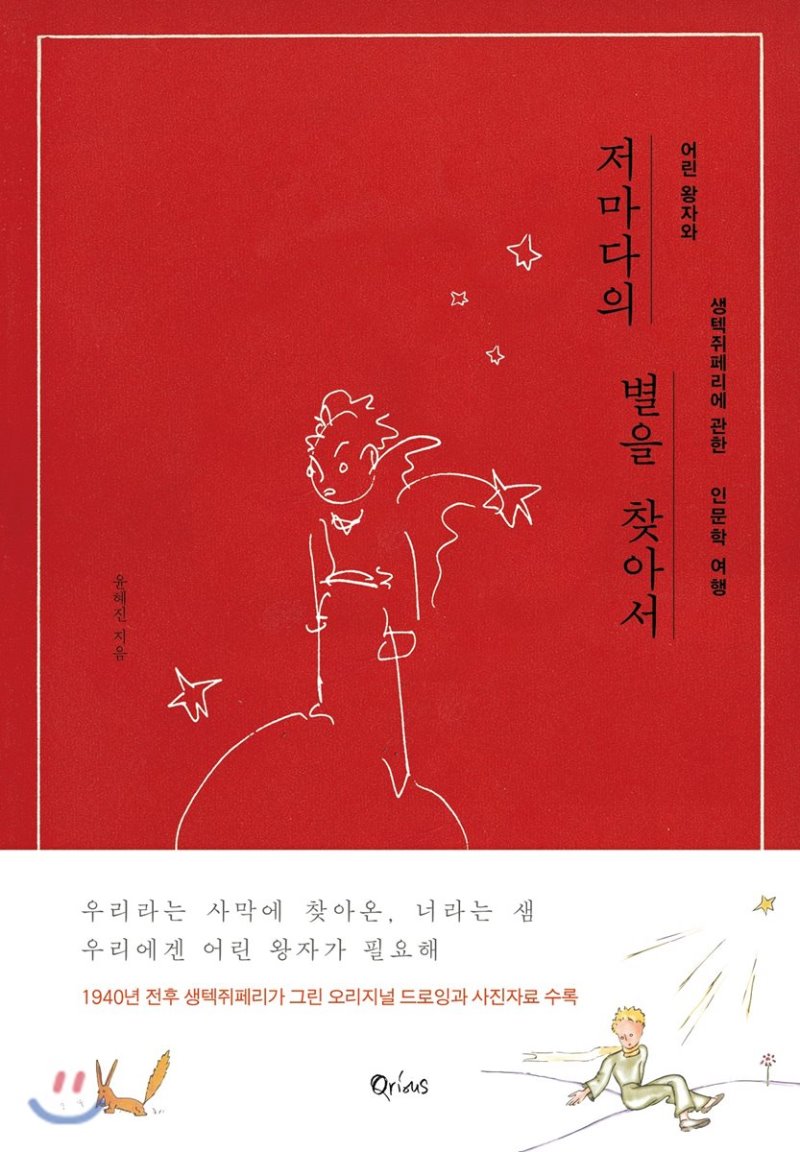 어린 왕자와
생텍쥐페리에 관한 인문학 여행
저마다의
별을 찾아서
윤혜진 지음
우리라는 사막에 찾아온, 너라는 샘
우리에겐 어린 왕자가 필요해
1940년 전후 생텍쥐페리가 그린 오리지널 드로잉과 사진자료 수록
Qrious